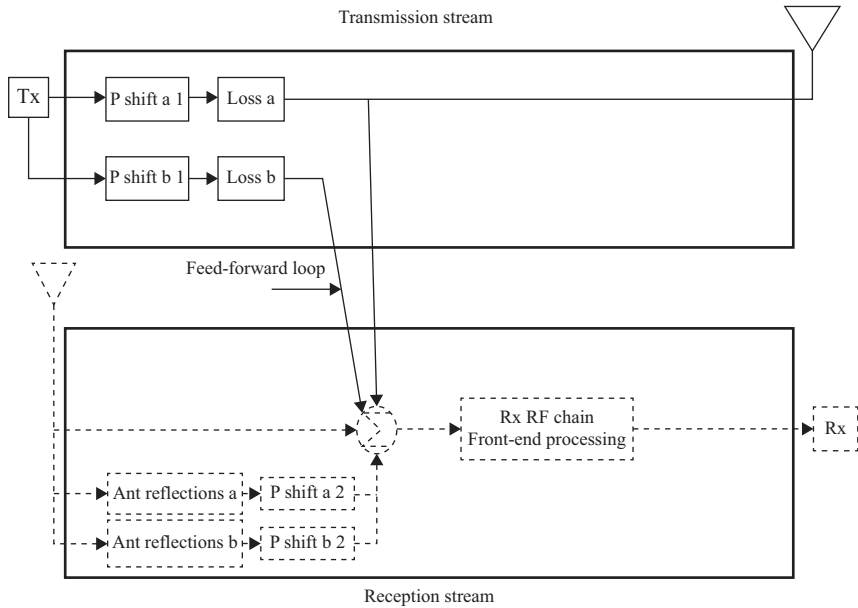 Transmission stream
Tx
P shift a 1
Loss a
P shift b 1
Loss b
Feed-forward loop
Rx RF chain
Front-end processing
Rx
Ant reflections a
P shift a 2
Ant reflections b
P shift b 2
Reception stream